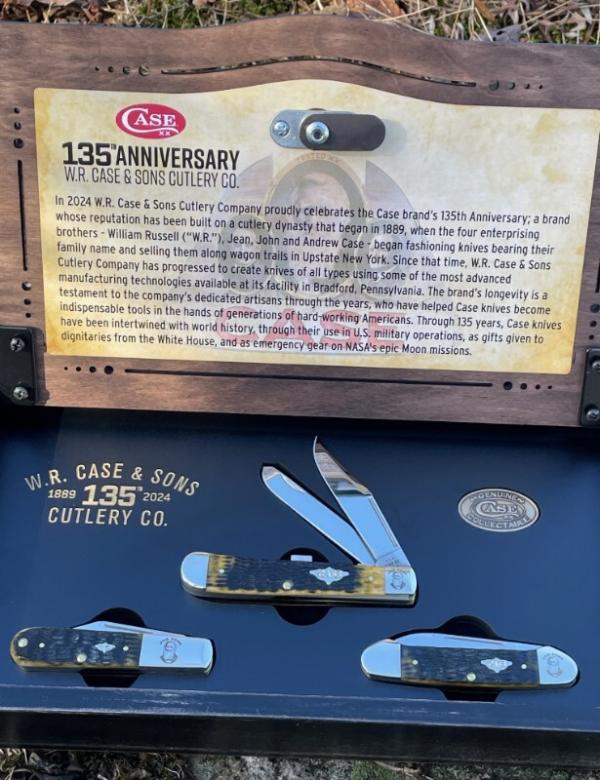 CASE
XX
135TH ANNIVERSARY
W.R. CASE & SONS CUTLERY CO.
TESTED XX
In 2024 W.R. Case & Sons Cutlery Company proudly celebrates the Case brand's 135th Anniversary; a brand
whose reputation has been built on a cutlery dynasty that began in 1889, when the four enterprising
brothers - William Russell ("W.R."), Jean, John and Andrew Case - began fashioning knives bearing their
family name and selling them along wagon trails in Upstate New York. Since that time, W.R. Case & Sons
Cutlery Company has progressed to create knives of all types using some of the most advanced
manufacturing technologies available at its facility in Bradford, Pennsylvania. The brand's longevity is a
testament to the company's dedicated artisans through the years, who have helped Case knives become
indispensable tools in the hands of generations of hard-working Americans. Through 135 years, Case knives
have been intertwined with world history, through their use in U.S. military operations, as gifts given to
dignitaries from the White House, and as emergency gear on NASA's epic Moon missions.
CASE
W.R. CASE & SONS
1889 135TH 2024
CUTLERY CO.
GENUINE
CASE
COLLECTABLE